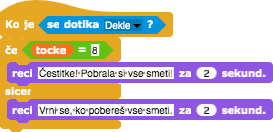 Ko je se dotika Dekle ?
če tocke = 8
reci Čestitke! Pobrala si vse smeti! za 2 sekund.
sicer
reci Vrni se, ko pobereš vse smeti. za 2 sekund.